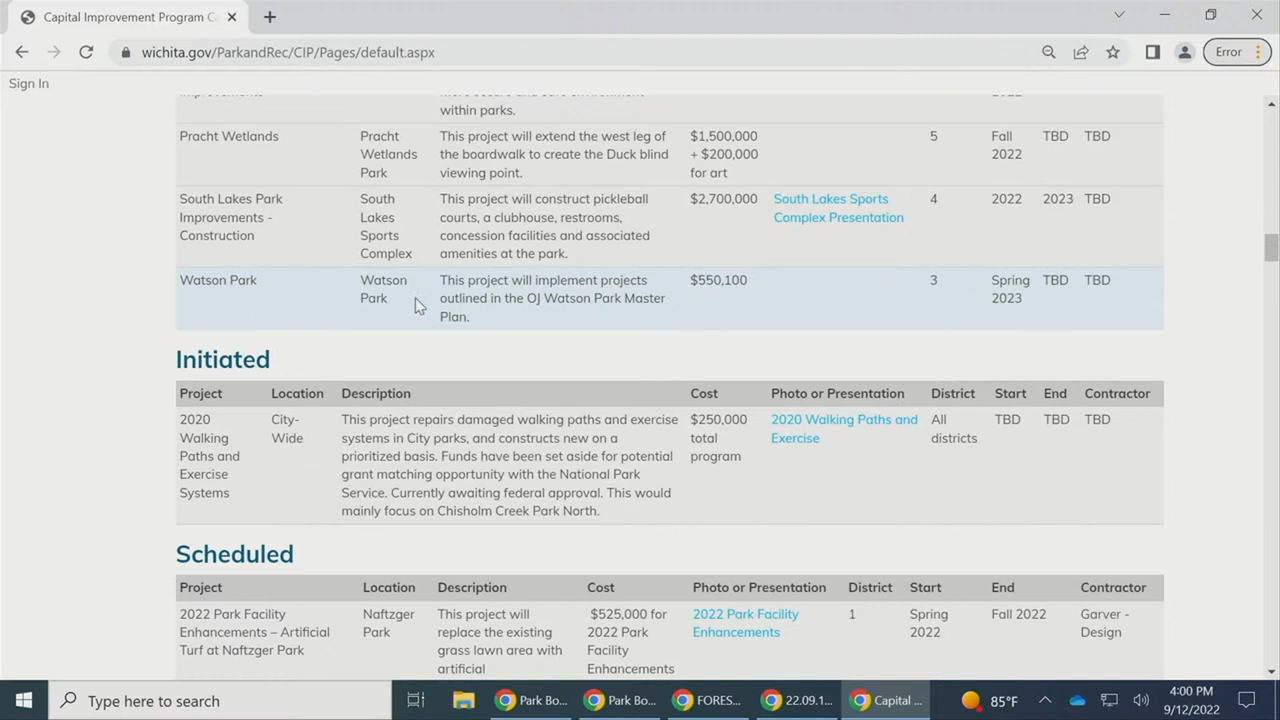 Capital Improvement Program C
wichita.gov/ParkandRec/CIP/Pages/default.aspx
Error
Sign In
within parks.
2022
Pracht Wetlands
Pracht Wetlands Park
This project will extend the west leg of the boardwalk to create the Duck blind viewing point.
$1,500,000 + $200,000 for art
5
Fall 2022
TBD
TBD
South Lakes Park Improvements - Construction
South Lakes Sports Complex
This project will construct pickleball courts, a clubhouse, restrooms, concession facilities and associated amenities at the park.
$2,700,000
South Lakes Sports Complex Presentation
4
2022
2023
TBD
Watson Park
Watson Park
This project will implement projects outlined in the OJ Watson Park Master Plan.
$550,100
3
Spring 2023
TBD
TBD
Initiated
Project Location Description Cost Photo or Presentation District Start End Contractor
2020 Walking Paths and Exercise Systems
City-Wide
This project repairs damaged walking paths and exercise systems in City parks, and constructs new on a prioritized basis. Funds have been set aside for potential grant matching opportunity with the National Park Service. Currently awaiting federal approval. This would mainly focus on Chisholm Creek Park North.
$250,000 total program
2020 Walking Paths and Exercise
All districts
TBD
TBD
TBD
Scheduled
Project Location Description Cost Photo or Presentation District Start End Contractor
2022 Park Facility Enhancements – Artificial Turf at Naftzger Park
Naftzger Park
This project will replace the existing grass lawn area with artificial
$525,000 for 2022 Park Facility Enhancements
2022 Park Facility Enhancements
1
Spring 2022
Fall 2022
Garver - Design
Type here to search
Park Bo...
Park Bo...
FORES...
22.09.1...
Capital ...
85°F
4:00 PM
9/12/2022